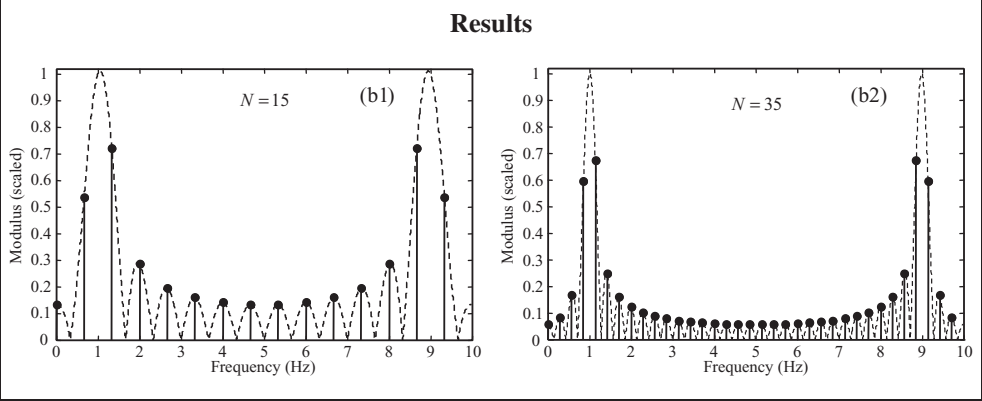 Results
N = 15
(b1)
Modulus (scaled)
1
0.9
0.8
0.7
0.6
0.5
0.4
0.3
0.2
0.1
0
0 1 2 3 4 5 6 7 8 9 10
Frequency (Hz)
N = 35
(b2)
Modulus (scaled)
1
0.9
0.8
0.7
0.6
0.5
0.4
0.3
0.2
0.1
0
0 1 2 3 4 5 6 7 8 9 10
Frequency (Hz)